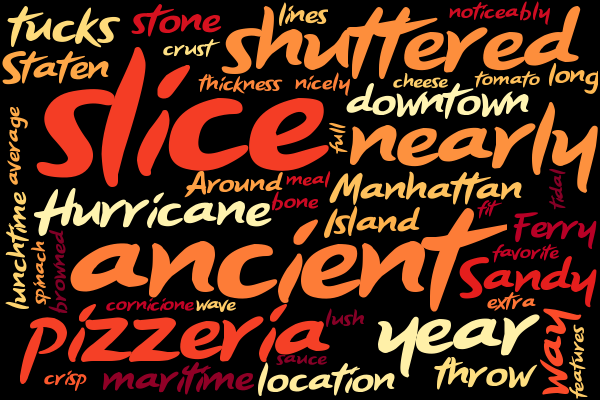 tucks
stone
lines
noticeably
crust
shuttered
Staten
thickness
nicely
cheese
tomato
long
slice
downtown
average
full
nearly
Around
meal
Manhattan
tidal
lunchtime
Hurricane
bone
Island
fit
Ferry
spinach
browned
ancient
favorite
Sandy
cornicione
wave
extra
pizzeria
lush
year
way
features
sauce
crisp
maritime
location
throw